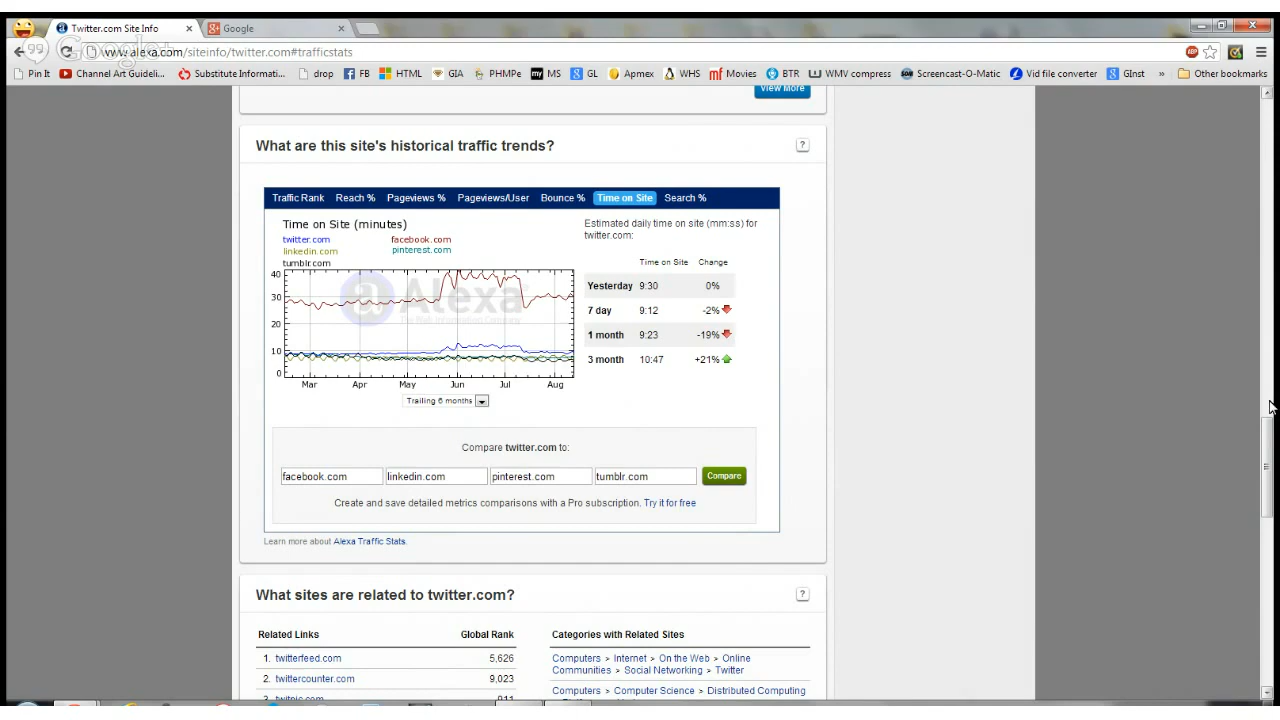 Twitter.com Site Info
Google
www.alexa.com/siteinfo/twitter.com#trafficstats
Google+
Pin It
Channel Art Guideli...
Substitute Informati...
drop
FB
HTML
GIA
PHMPe
MS
GL
Apmex
WHS
Movies
BTR
WMV compress
Screencast-O-Matic
Vid file converter
GInst
»
Other bookmarks
View More
What are this site's historical traffic trends?
?
Traffic Rank Reach % Pageviews % Pageviews/User Bounce % Time on Site Search %
Time on Site (minutes)
twitter.com facebook.com
linkedin.com pinterest.com
tumblr.com
40
30
20
10
0
Alexa
The Web Information Company
Mar Apr May Jun Jul Aug
Trailing 6 months
Estimated daily time on site (mm:ss) for
twitter.com:
Time on Site Change
Yesterday 9:30 0%
7 day 9:12 -2%
1 month 9:23 -19%
3 month 10:47 +21%
Compare twitter.com to:
facebook.com linkedin.com pinterest.com tumblr.com Compare
Create and save detailed metrics comparisons with a Pro subscription. Try it for free
Learn more about Alexa Traffic Stats.
What sites are related to twitter.com?
?
Related Links Global Rank
1. twitterfeed.com 5,626
2. twittercounter.com 9,023
3. twitpic.com 911
Categories with Related Sites
Computers > Internet > On the Web > Online
Communities > Social Networking > Twitter
Computers > Computer Science > Distributed Computing